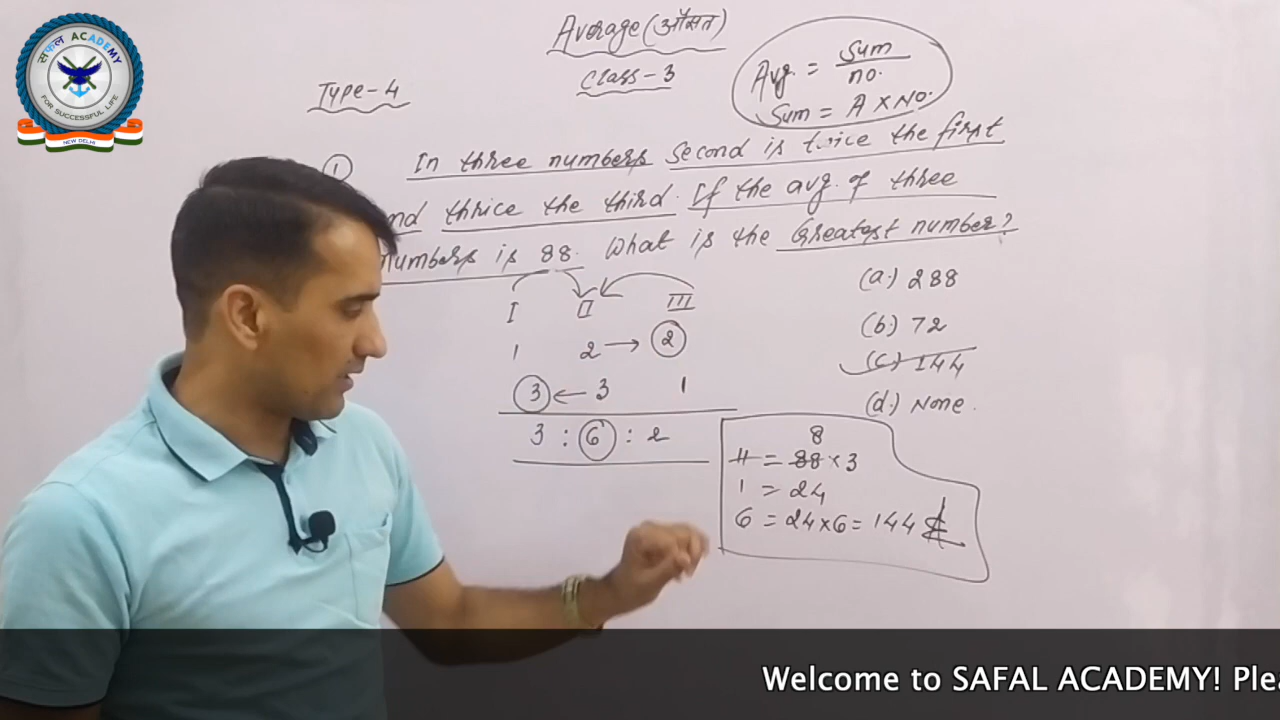 सफल ACADEMY
FOR SUCCESSFUL LIFE
NEW DELHI
Average (औसत)
Class-3
Type-4
Avg. = Sum / no.
Sum = A × No.
1 In three numbers second is twice the first
nd thrice the third. If the avg. of three
numbers is 88. What is the Greatest number?
I II III
1 2 → 2
3 ← 3 1
3 : 6 : 2
(a.) 288
(b.) 72
(c.) 144
(d.) None.
8
11 = 88 × 3
1 = 24
6 = 24 × 6 = 144
Welcome to SAFAL ACADEMY! Plea